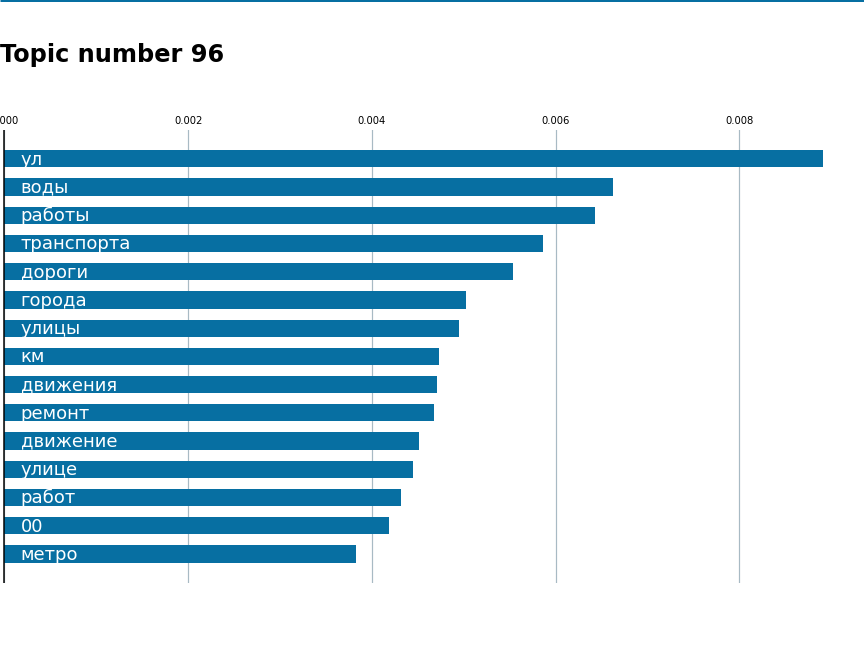 Topic number 96
000 0.002 0.004 0.006 0.008
ул
воды
работы
транспорта
дороги
города
улицы
км
движения
ремонт
движение
улице
работ
00
метро